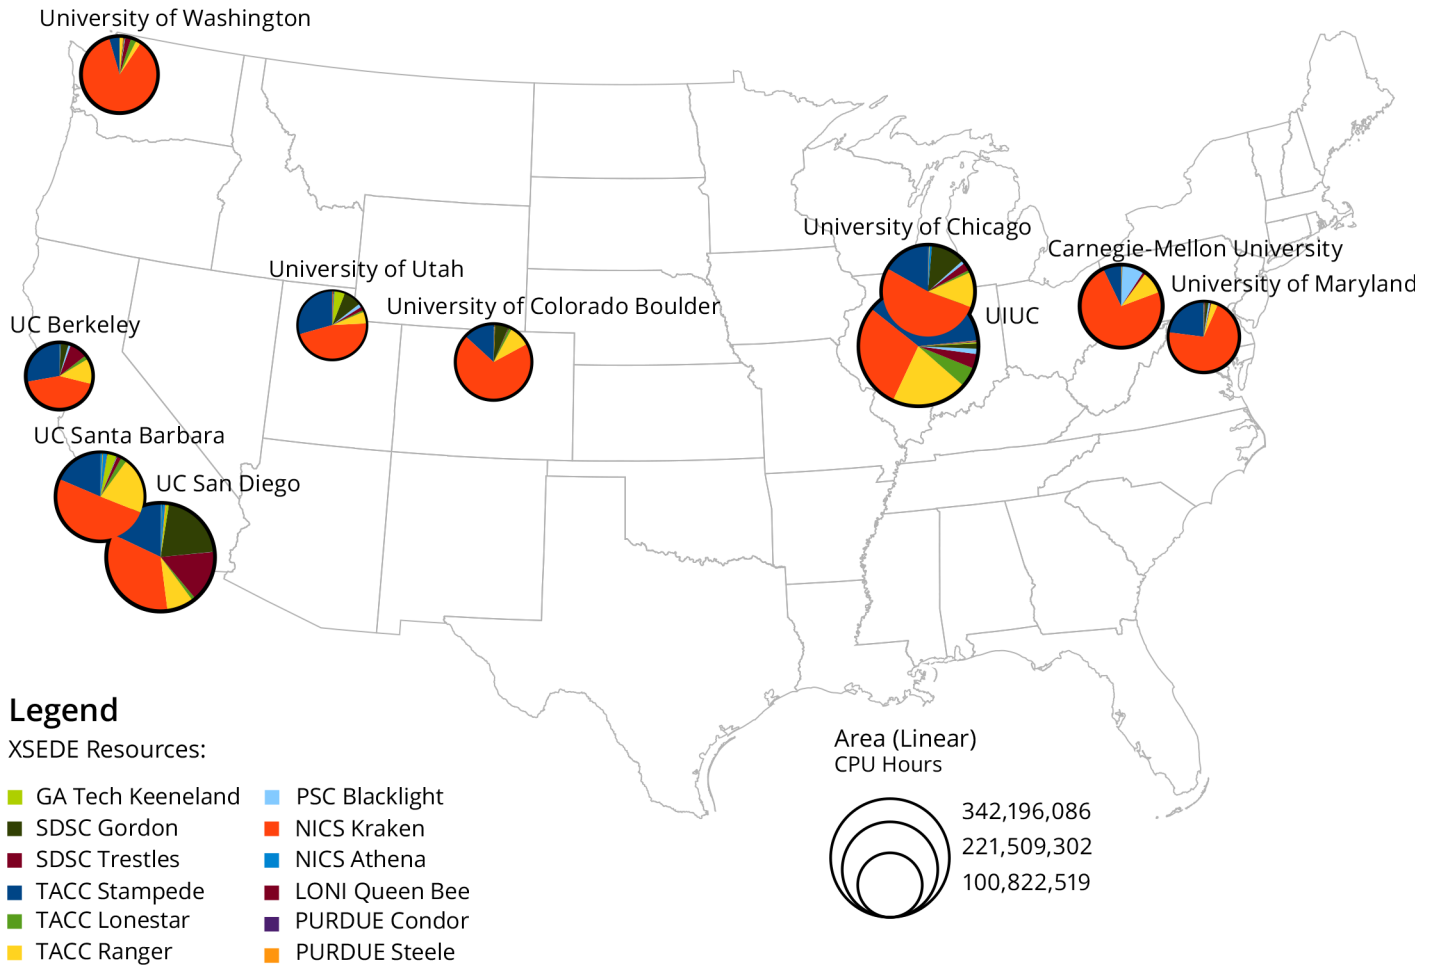 University of Washington
University of Chicago
Carnegie-Mellon University
University of Utah
University of Maryland
University of Colorado Boulder
UIUC
UC Berkeley
UC Santa Barbara
UC San Diego
Legend
XSEDE Resources:
GA Tech Keeneland
SDSC Gordon
SDSC Trestles
TACC Stampede
TACC Lonestar
TACC Ranger
PSC Blacklight
NICS Kraken
NICS Athena
LONI Queen Bee
PURDUE Condor
PURDUE Steele
Area (Linear)
CPU Hours
342,196,086
221,509,302
100,822,519